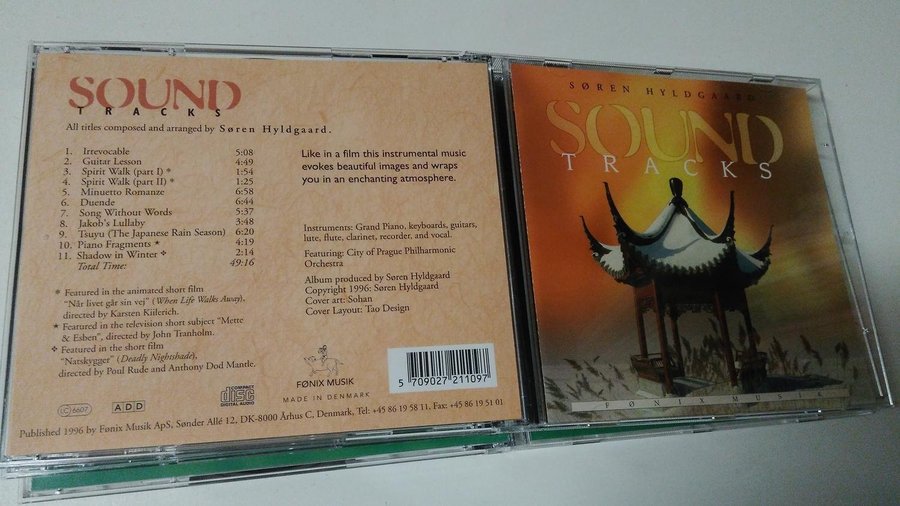 SOUND
TRACKS
All titles composed and arranged by Søren Hyldgaard.
1. Irrevocable 5:08
2. Guitar Lesson 4:49
3. Spirit Walk (part I) * 1:54
4. Spirit Walk (part II) * 1:25
5. Minuetto Romanze 6:58
6. Duende 6:44
7. Song Without Words 5:37
8. Jakob's Lullaby 3:48
9. Tsuyu (The Japanese Rain Season) 6:20
10. Piano Fragments ★ 4:19
11. Shadow in Winter ✧ 2:14
Total Time: 49:16
* Featured in the animated short film
"Når livet går sin vej" (When Life Walks Away),
directed by Karsten Kiilerich.
★ Featured in the television short subject "Mette
& Esben", directed by John Tranholm.
✧ Featured in the short film
"Natskygger" (Deadly Nightshade),
directed by Poul Rude and Anthony Dod Mantle.
Like in a film this instrumental music
evokes beautiful images and wraps
you in an enchanting atmosphere.
Instruments: Grand Piano, keyboards, guitars,
lute, flute, clarinet, recorder, and vocal.
Featuring: City of Prague Philharmonic
Orchestra
Album produced by Søren Hyldgaard
Copyright 1996: Søren Hyldgaard
Cover art: Sohan
Cover Layout: Tao Design
LC 6607
ADD
COMPACT
disc
DIGITAL AUDIO
FØNIX MUSIK
MADE IN DENMARK
5 709027 211097
Published 1996 by Fønix Musik ApS, Sønder Allé 12, DK-8000 Århus C, Denmark, Tel: +45 86 19 58 11. Fax: +45 86 19 51 01
SØREN HYLDGAARD
SOUND
TRACKS
FØNIX MUSIK